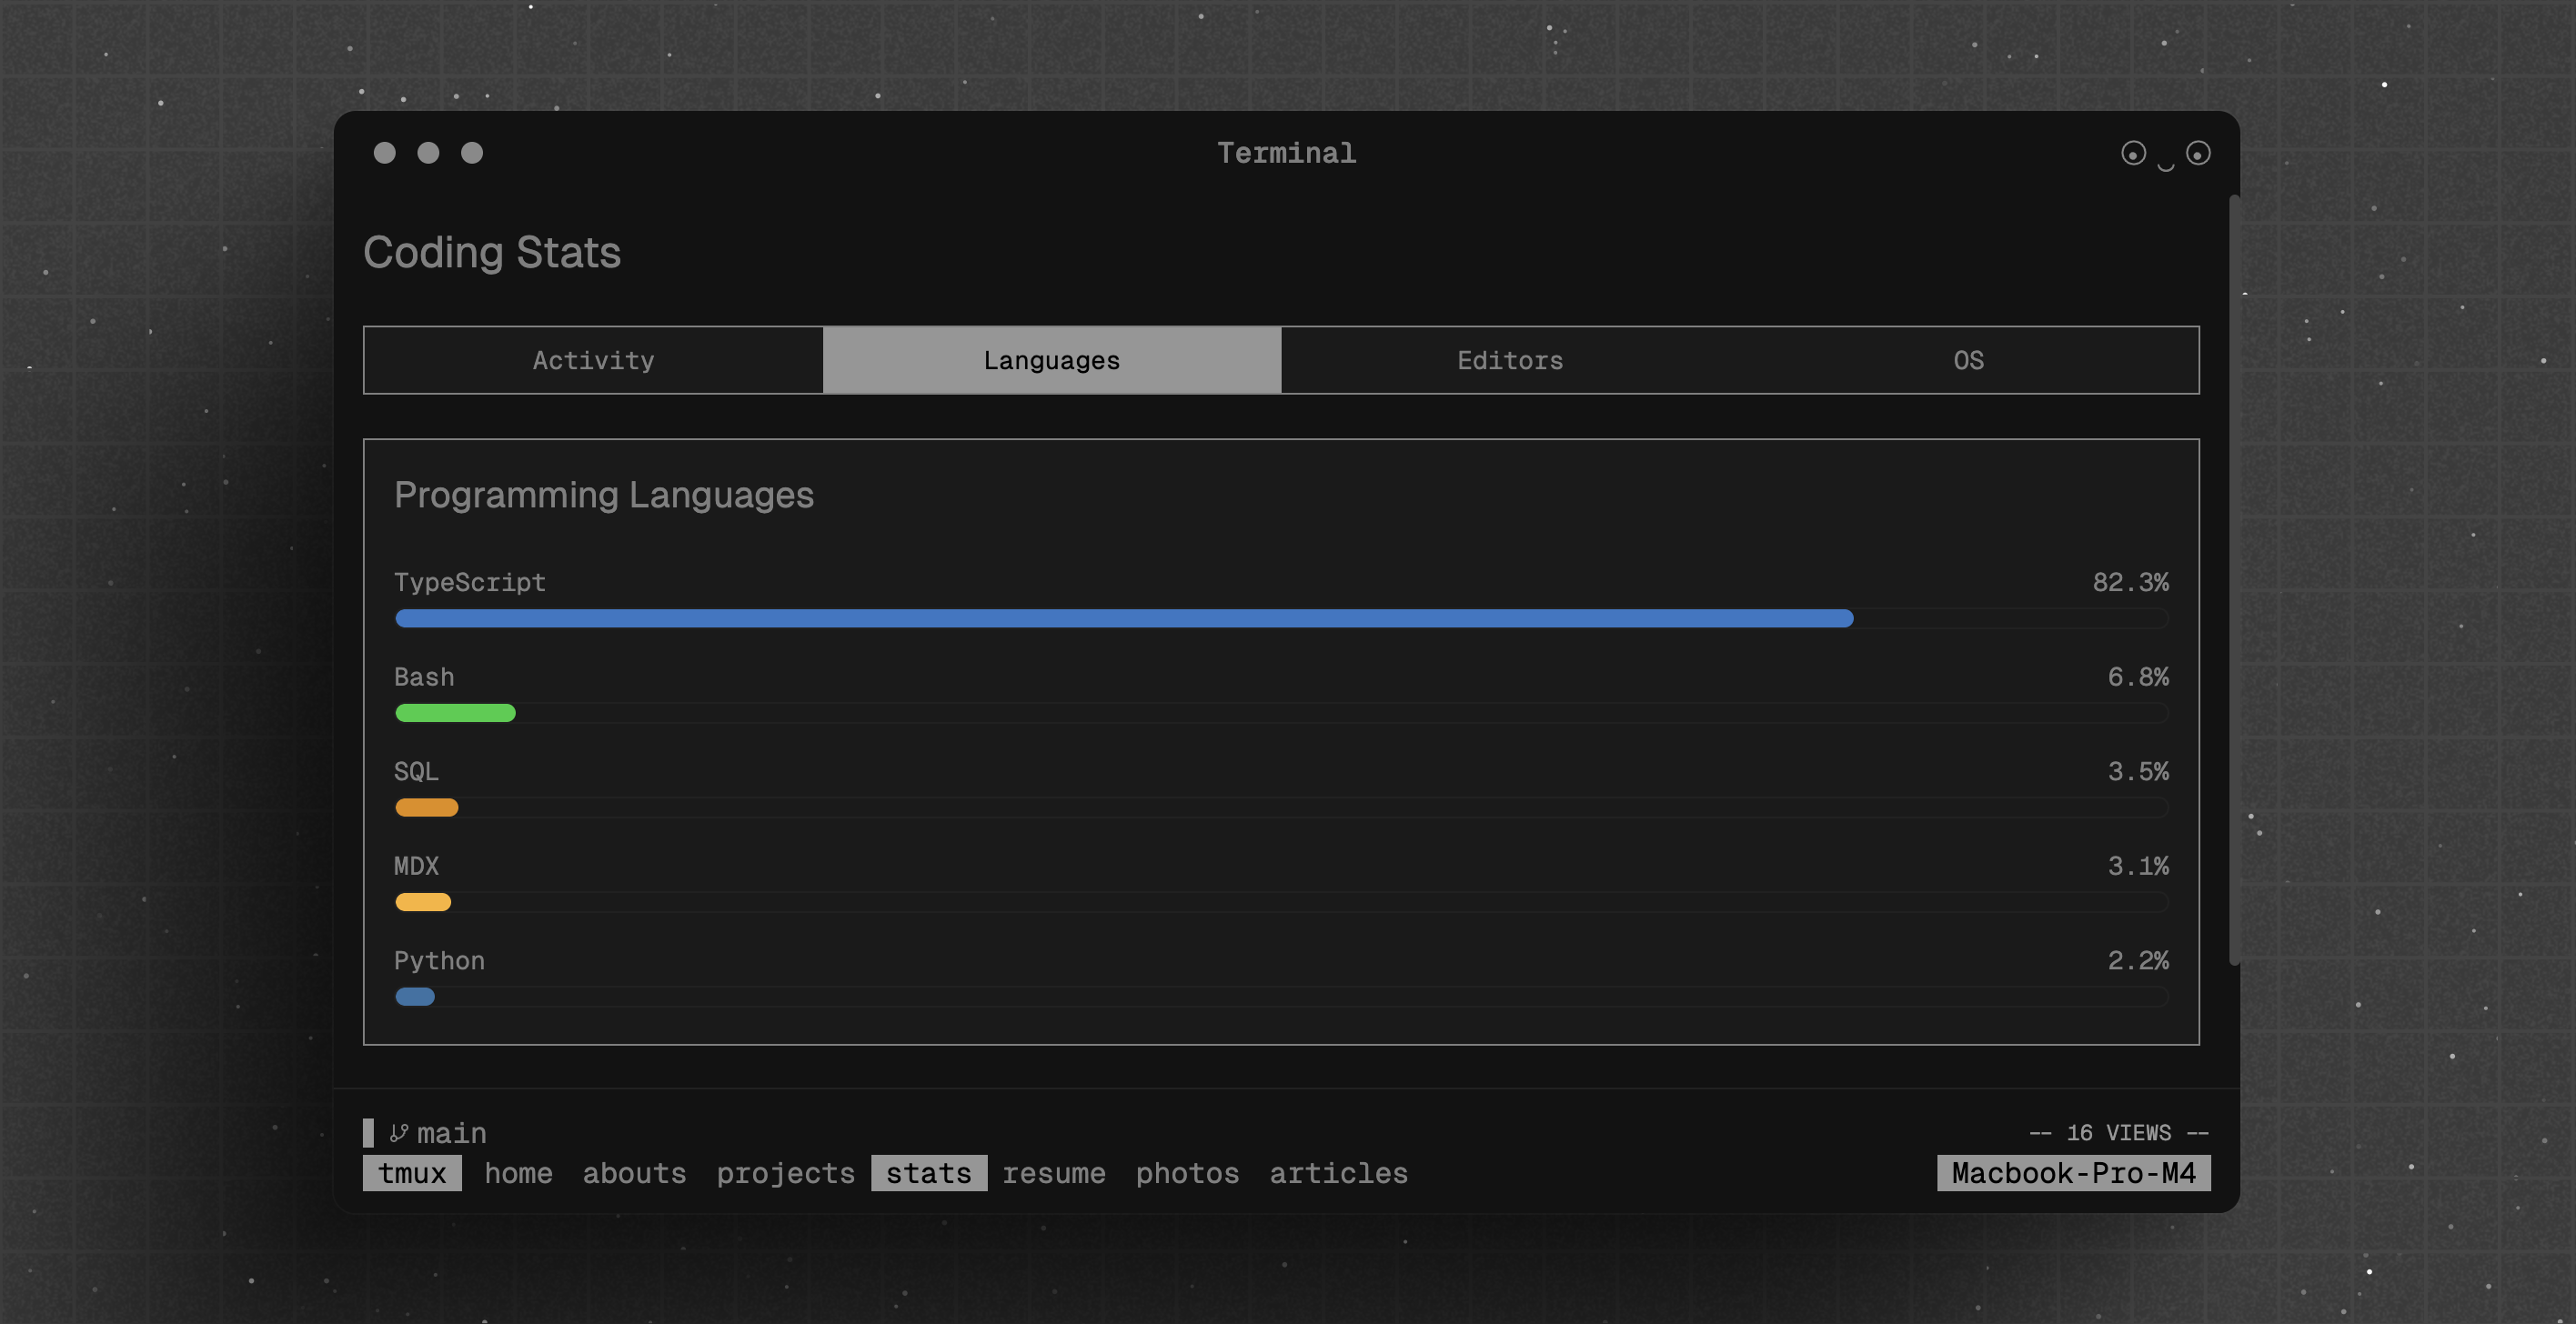 Terminal
Coding Stats
Activity Languages Editors OS
Programming Languages
TypeScript 82.3%
Bash 6.8%
SQL 3.5%
MDX 3.1%
Python 2.2%
main -- 16 VIEWS --
tmux home abouts projects stats resume photos articles Macbook-Pro-M4